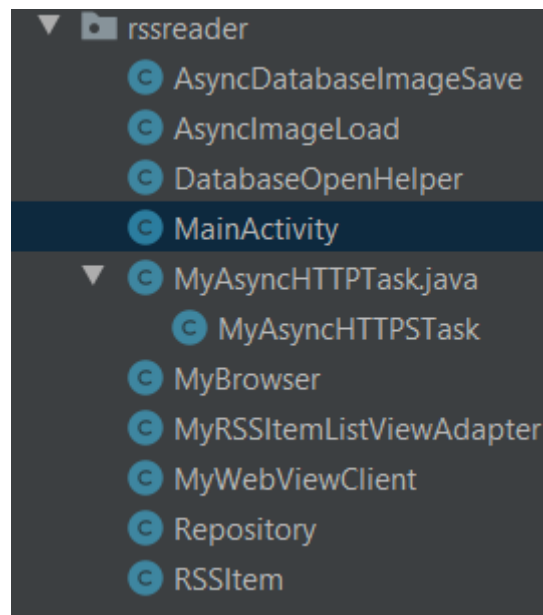 rssreader
AsyncDatabaseImageSave
AsyncImageLoad
DatabaseOpenHelper
MainActivity
MyAsyncHTTPTask.java
MyAsyncHTTPSTask
MyBrowser
MyRSSItemListViewAdapter
MyWebViewClient
Repository
RSSItem